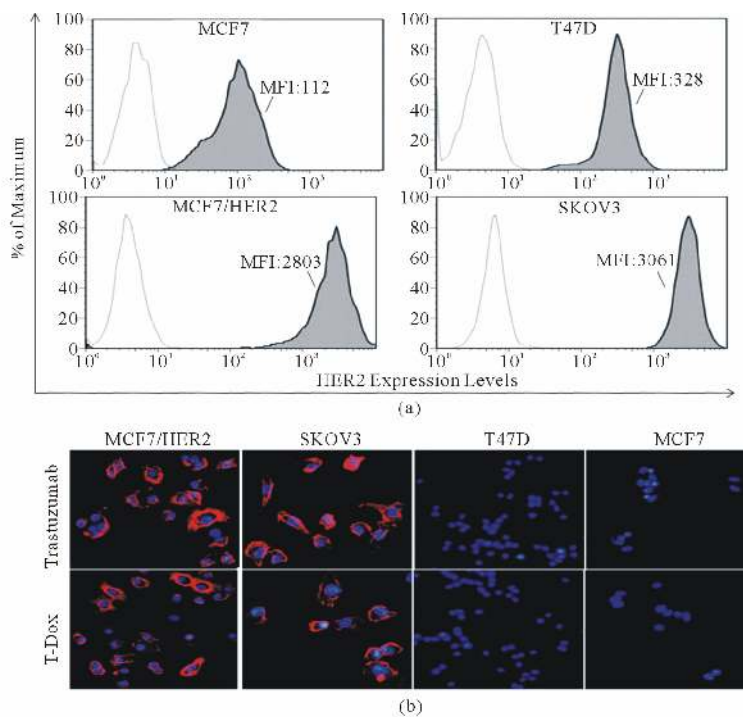 MCF7
T47D
100
80
60
40
20
0
MFI:112
10⁰ 10¹ 10² 10³
100
80
60
40
20
0
MFI:328
10⁰ 10¹ 10² 10³
MCF7/HER2
SKOV3
100
80
60
40
20
0
MFI:2803
10⁰ 10¹ 10² 10³
100
80
60
40
20
0
MFI:3061
10⁰ 10¹ 10² 10³
% of Maximum
HER2 Expression Levels
(a)
MCF7/HER2 SKOV3 T47D MCF7
Trastuzumab
T-Dox
(b)